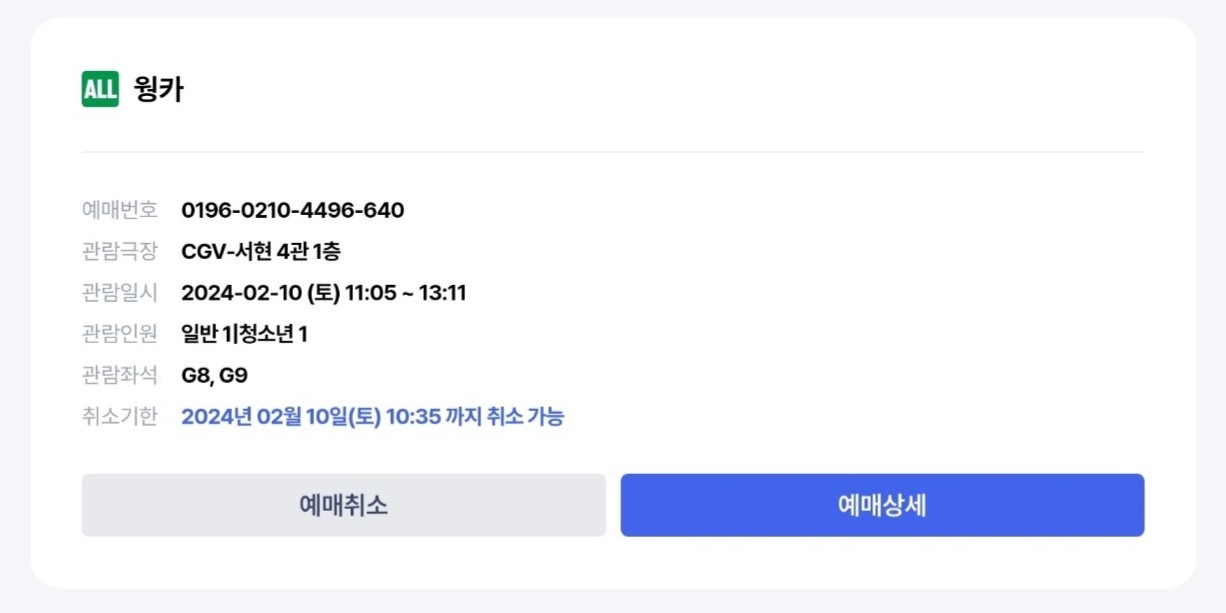 ALL 웡카
예매번호 0196-0210-4496-640
관람극장 CGV-서현 4관 1층
관람일시 2024-02-10 (토) 11:05 ~ 13:11
관람인원 일반 1|청소년 1
관람좌석 G8, G9
취소기한 2024년 02월 10일(토) 10:35 까지 취소 가능
예매취소 예매상세